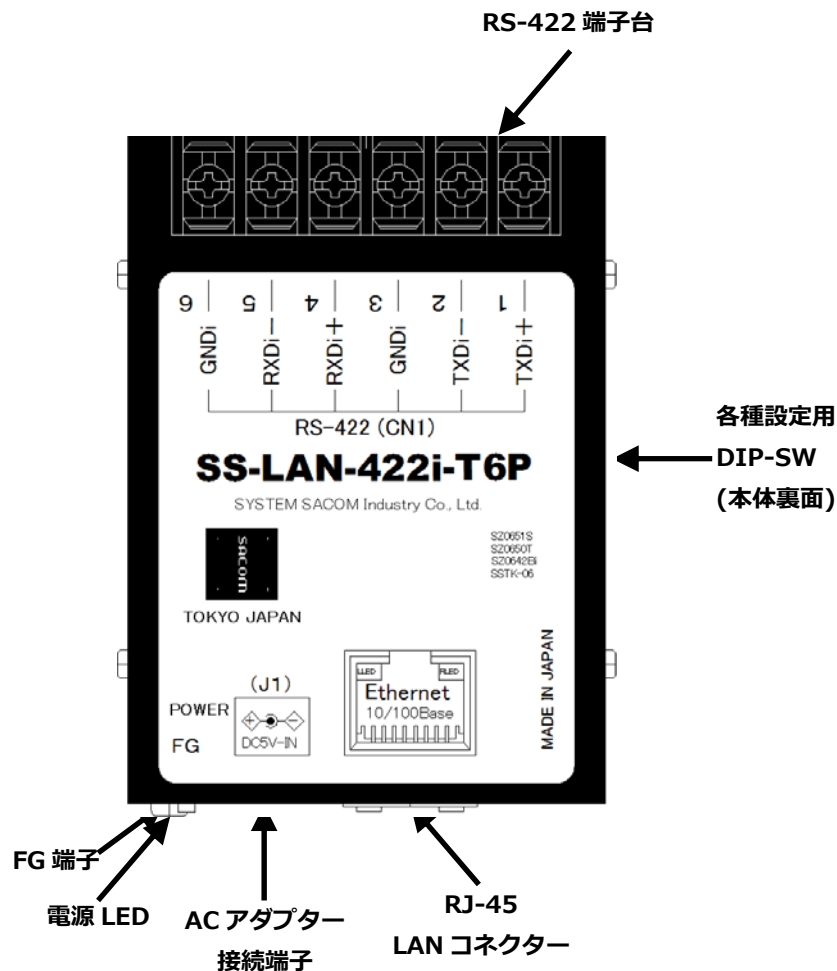 RS-422 端子台
6 5 4 3 2 1
GNDi RXDi－ RXDi＋ GNDi TXDi－ TXDi＋
RS-422 (CN1)
SS-LAN-422i-T6P
SYSTEM SACOM Industry Co., Ltd.
各種設定用
DIP-SW
(本体裏面)
sacom
TOKYO JAPAN
SZ0651S
SZ0650T
SZ0642Bi
SSTK-06
MADE IN JAPAN
(J1)
POWER
FG
DC5V-IN
LLED RLED
Ethernet
10/100Base
FG 端子
電源 LED
AC アダプター
接続端子
RJ-45
LAN コネクター